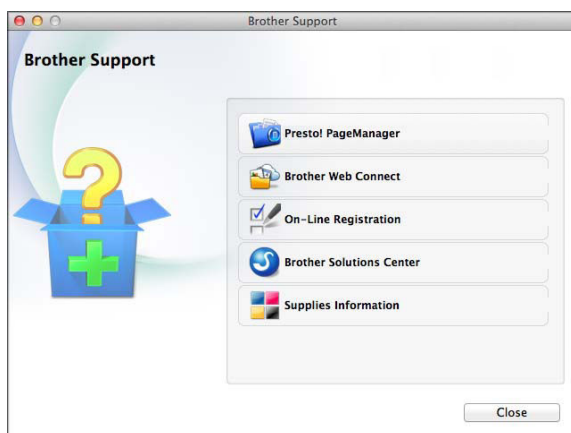 Brother Support
Brother Support
Presto! PageManager
Brother Web Connect
On-Line Registration
Brother Solutions Center
Supplies Information
Close